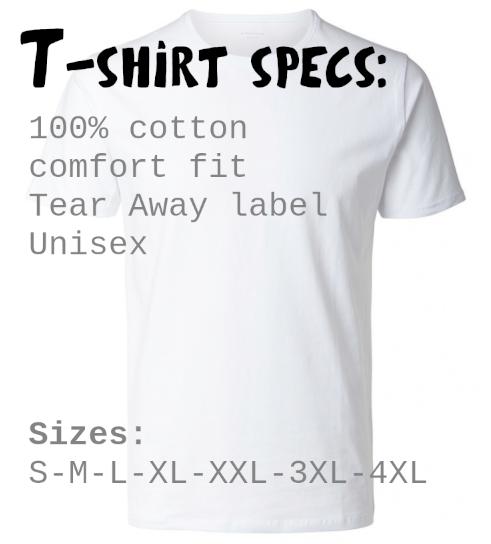 T-SHIRT SPECS:
100% cotton
comfort fit
Tear Away label
Unisex
Sizes:
S-M-L-XL-XXL-3XL-4XL